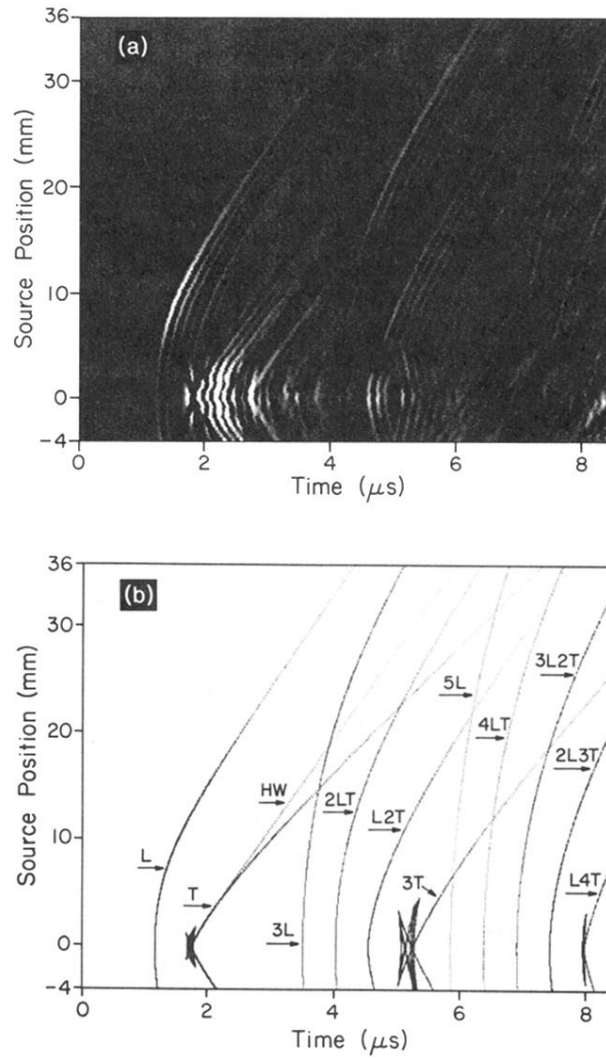 (a)
36
30
20
10
0
-4
Source Position (mm)
0 2 4 6 8
Time (μs)
(b)
36
30
20
10
0
-4
Source Position (mm)
L
T
HW
3L
2LT
L2T
3T
5L
4LT
3L2T
2L3T
L4T
0 2 4 6 8
Time (μs)